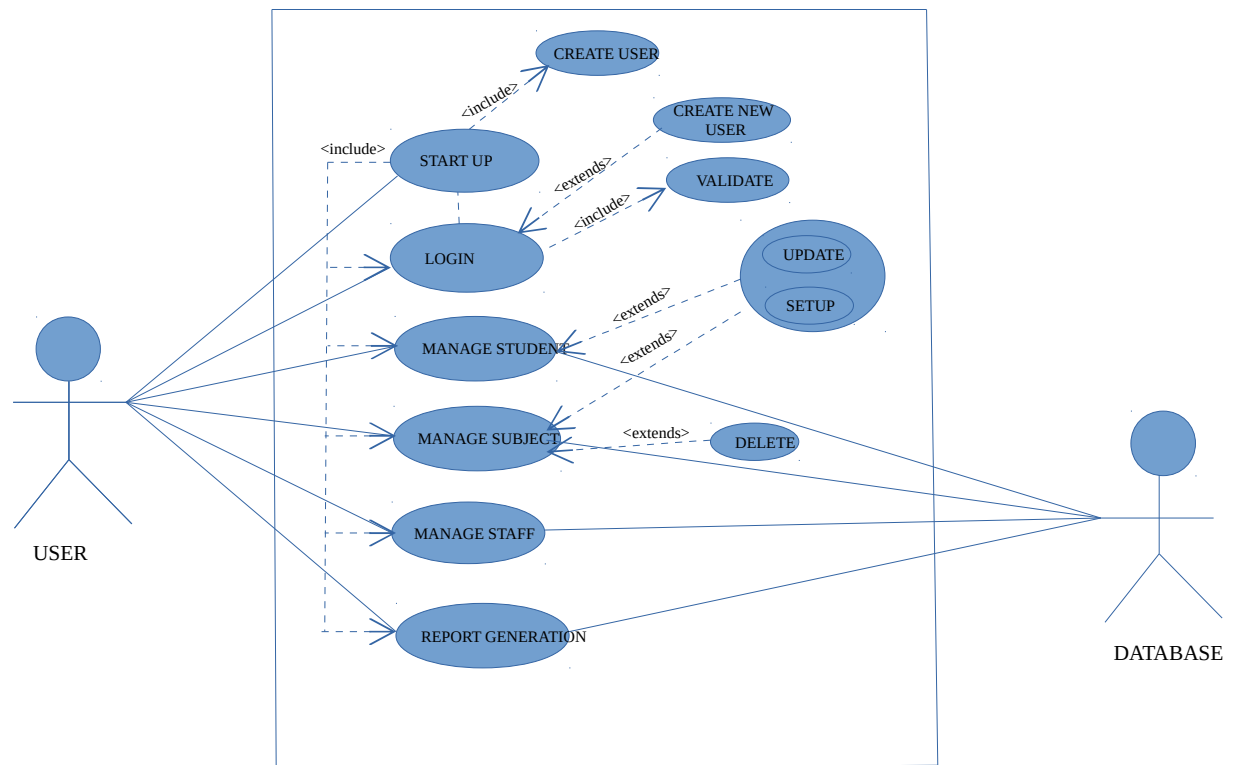 CREATE USER
<include>
CREATE NEW
USER
<include>
START UP
<extends>
VALIDATE
<include>
LOGIN
UPDATE
<extends>
SETUP
MANAGE STUDENT
<extends>
MANAGE SUBJECT
<extends>
DELETE
MANAGE STAFF
USER
REPORT GENERATION
DATABASE